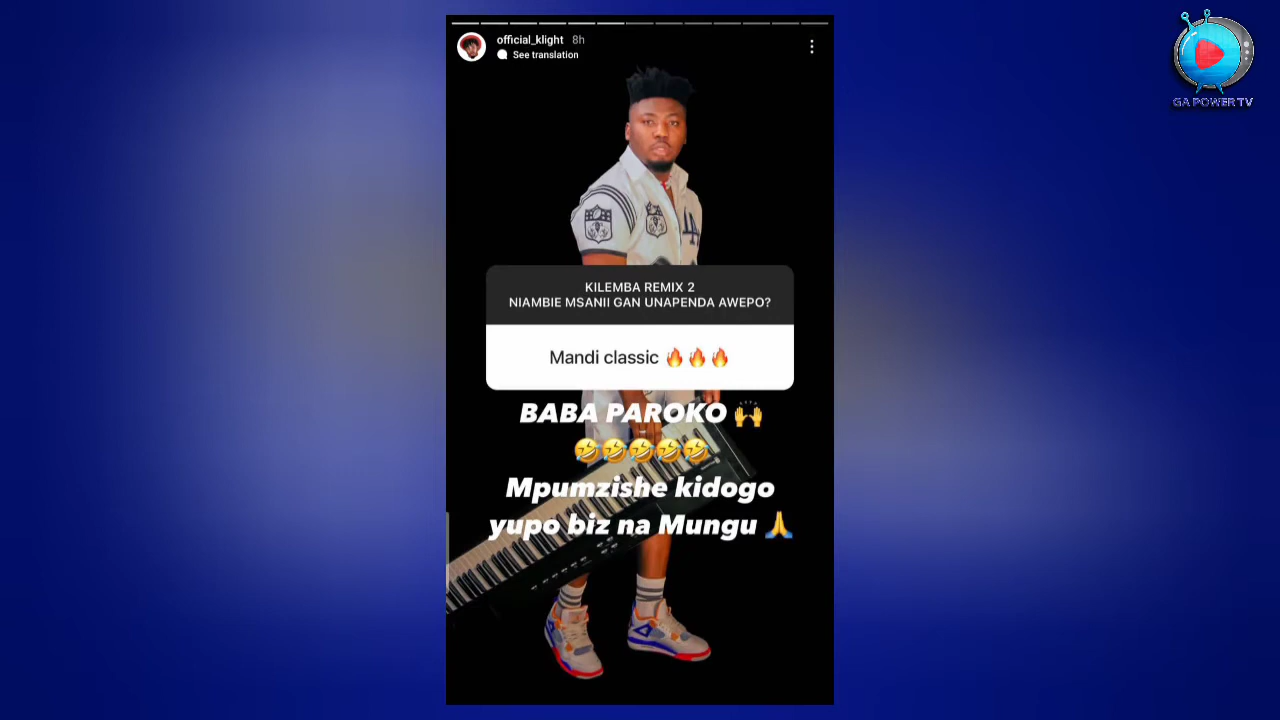 official_klight 8h
See translation
GA POWER TV
KILEMBA REMIX 2
NIAMBIE MSANII GAN UNAPENDA AWEPO?
Mandi classic 🔥🔥🔥
BABA PAROKO 🙌
🤣🤣🤣🤣🤣
Mpumzishe kidogo
yupo biz na Mungu 🙏